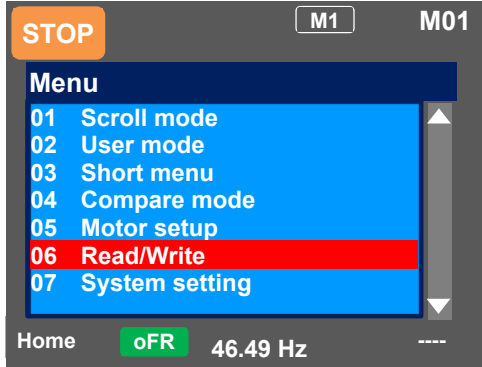 STOP M1 M01
Menu
01 Scroll mode
02 User mode
03 Short menu
04 Compare mode
05 Motor setup
06 Read/Write
07 System setting
Home oFR 46.49 Hz ----